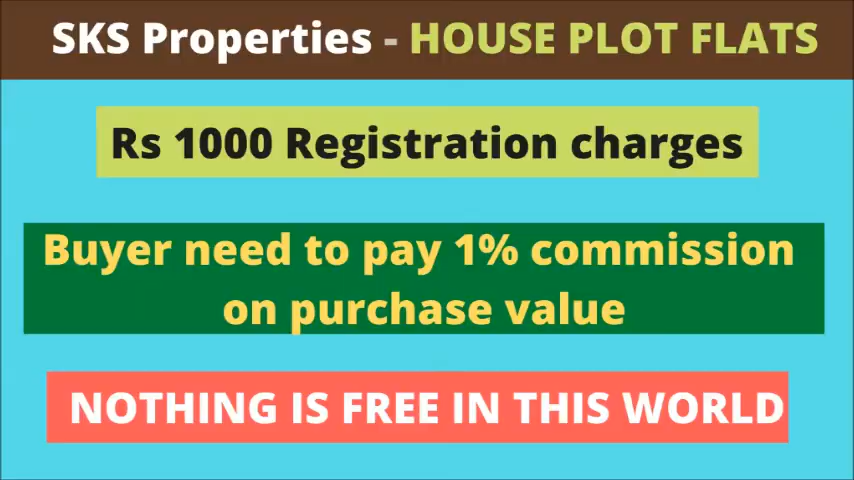 SKS Properties - HOUSE PLOT FLATS
Rs 1000 Registration charges
Buyer need to pay 1% commission
on purchase value
NOTHING IS FREE IN THIS WORLD